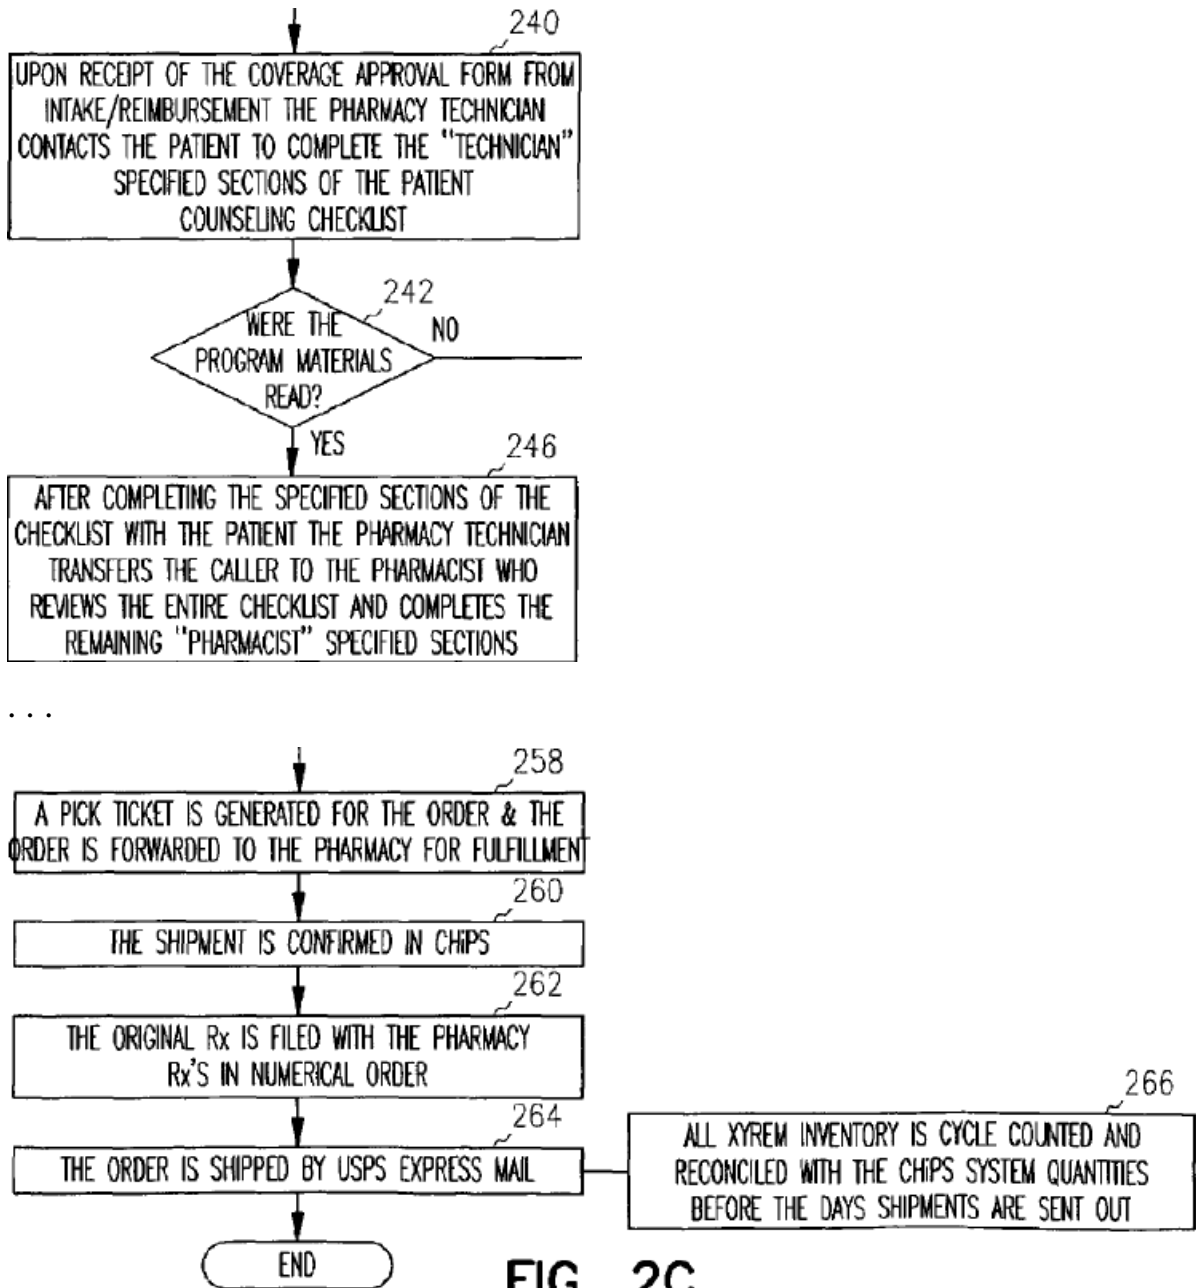 240
UPON RECEIPT OF THE COVERAGE APPROVAL FORM FROM
INTAKE/REIMBURSEMENT THE PHARMACY TECHNICIAN
CONTACTS THE PATIENT TO COMPLETE THE "TECHNICIAN"
SPECIFIED SECTIONS OF THE PATIENT
COUNSELING CHECKLIST
242
WERE THE
PROGRAM MATERIALS
READ?
NO
YES
246
AFTER COMPLETING THE SPECIFIED SECTIONS OF THE
CHECKLIST WITH THE PATIENT THE PHARMACY TECHNICIAN
TRANSFERS THE CALLER TO THE PHARMACIST WHO
REVIEWS THE ENTIRE CHECKLIST AND COMPLETES THE
REMAINING "PHARMACIST" SPECIFIED SECTIONS
. . .
258
A PICK TICKET IS GENERATED FOR THE ORDER & THE
ORDER IS FORWARDED TO THE PHARMACY FOR FULFILLMENT
260
THE SHIPMENT IS CONFIRMED IN CHiPS
262
THE ORIGINAL Rx IS FILED WITH THE PHARMACY
Rx'S IN NUMERICAL ORDER
264
THE ORDER IS SHIPPED BY USPS EXPRESS MAIL
266
ALL XYREM INVENTORY IS CYCLE COUNTED AND
RECONCILED WITH THE CHiPS SYSTEM QUANTITIES
BEFORE THE DAYS SHIPMENTS ARE SENT OUT
END
FIG. 2C